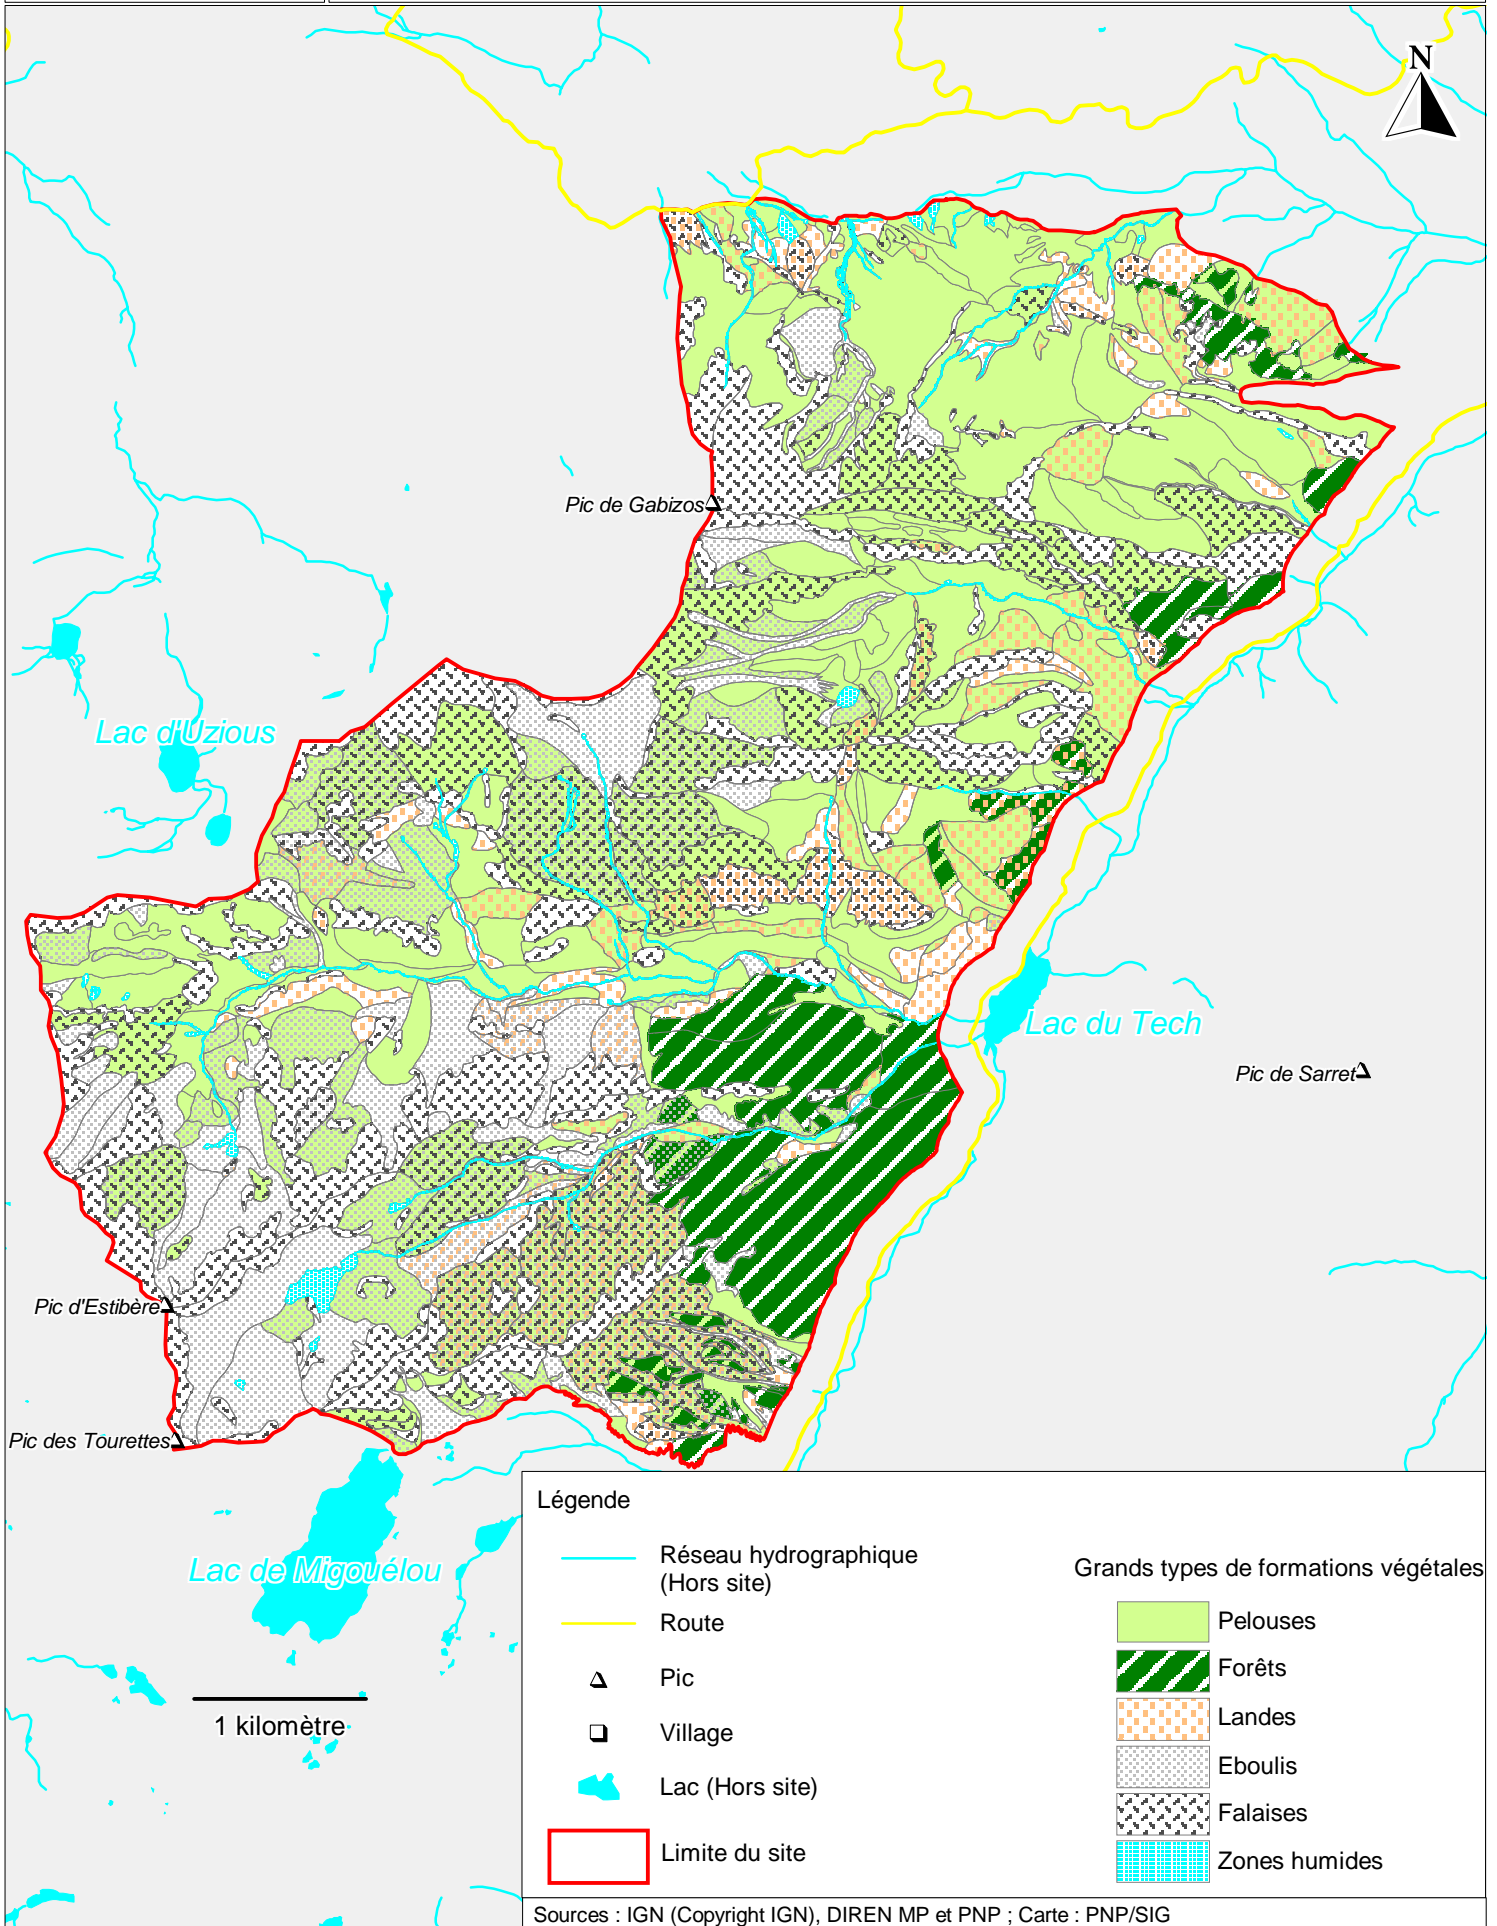 N
Pic de Gabizos
Lac d'Uzious
Lac du Tech
Pic de Sarret
Pic d'Estibère
Pic des Tourettes
Lac de Migouélou
1 kilomètre
Légende
Réseau hydrographique
(Hors site)
Route
Pic
Village
Lac (Hors site)
Limite du site
Grands types de formations végétales
Pelouses
Forêts
Landes
Eboulis
Falaises
Zones humides
Sources : IGN (Copyright IGN), DIREN MP et PNP ; Carte : PNP/SIG